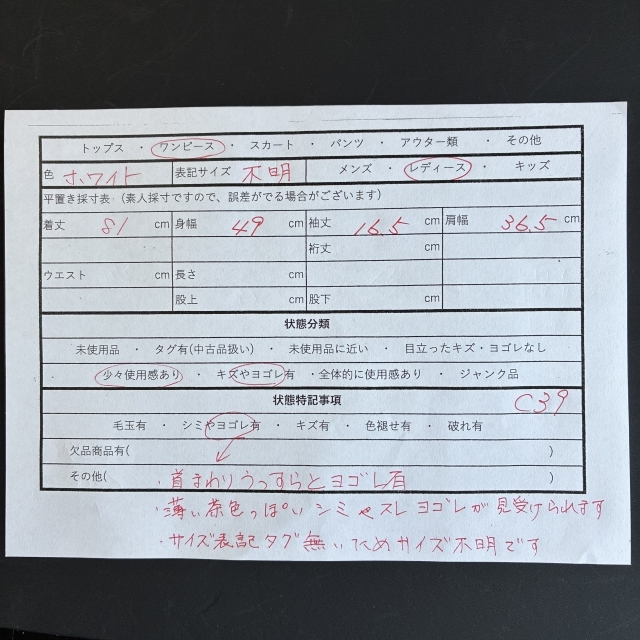 トップス ・ ワンピース ・ スカート ・ パンツ ・ アウター類 ・ その他
色 ホワイト 表記サイズ 不明 メンズ ・ レディース ・ キッズ
平置き採寸表 (素人採寸ですので、誤差がでる場合がございます)
着丈 81 cm 身幅 49 cm 袖丈 16.5 cm 肩幅 36.5 cm
裄丈 cm
ウエスト cm 長さ cm
股上 cm 股下 cm
状態分類
未使用品 ・ タグ有(中古品扱い) ・ 未使用品に近い ・ 目立ったキズ・ヨゴレなし
少々使用感あり ・ キズやヨゴレ有 ・全体的に使用感あり ・ ジャンク品
状態特記事項 C39
毛玉有 ・ シミやヨゴレ有 ・ キズ有 ・ 色褪せ有 ・ 破れ有
欠品商品有( )
その他( ・首まわりうっすらとヨゴレ有 )
・薄い茶色っぽいシミやスレヨゴレが見受けられます
・サイズ表記タグ無いためサイズ不明です